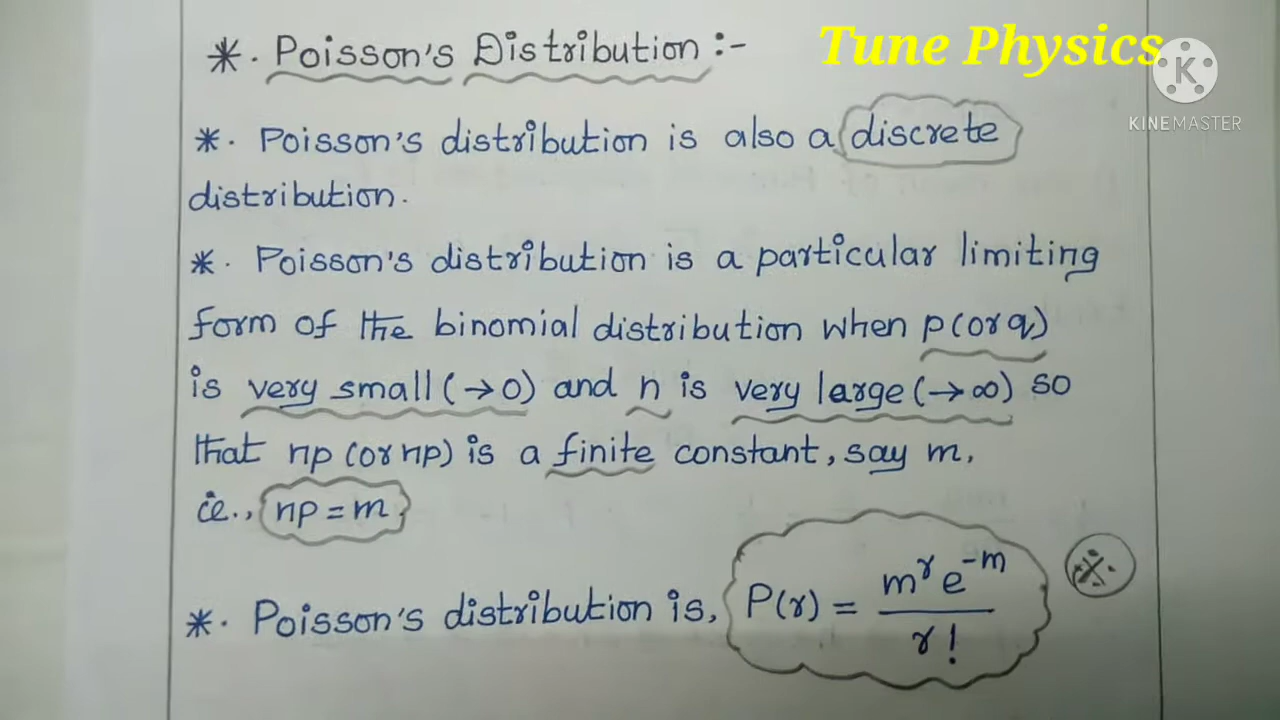 Tune Physics
KINEMASTER
*. Poisson's Distribution :-
*. Poisson's distribution is also a discrete
distribution.
*. Poisson's distribution is a particular limiting
form of the binomial distribution when p(or q)
is very small (→0) and n is very large (→∞) so
that np (or np) is a finite constant, say m,
ie., np = m.
*. Poisson's distribution is, P(r) = m^r e^-m / r!